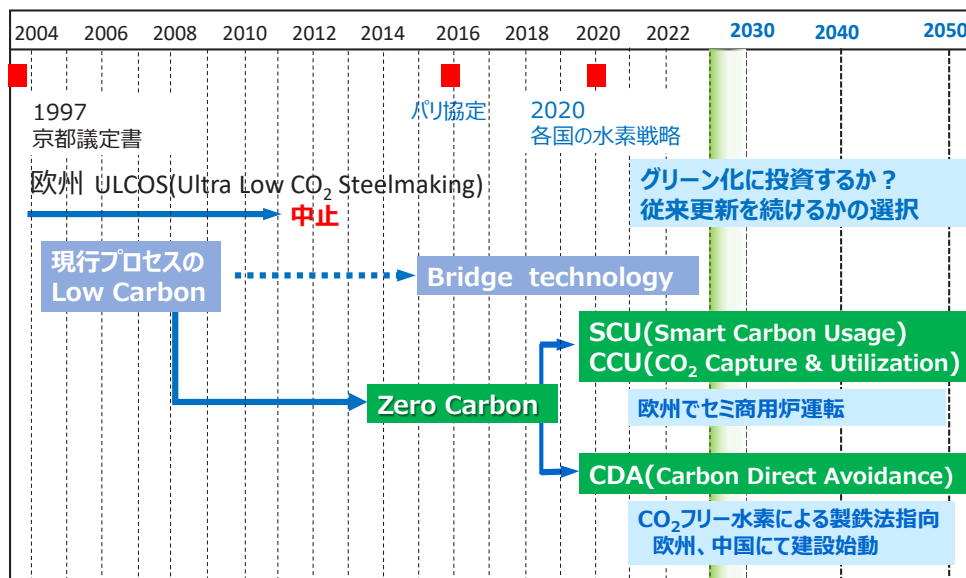 2004 2006 2008 2010 2012 2014 2016 2018 2020 2022 2030 2040 2050
1997
京都議定書
パリ協定
2020
各国の水素戦略
欧州 ULCOS(Ultra Low CO₂ Steelmaking)
中止
グリーン化に投資するか？
従来更新を続けるかの選択
現行プロセスの
Low Carbon
Bridge technology
SCU(Smart Carbon Usage)
CCU(CO₂ Capture & Utilization)
Zero Carbon
欧州でセミ商用炉運転
CDA(Carbon Direct Avoidance)
CO₂フリー水素による製鉄法指向
欧州、中国にて建設始動